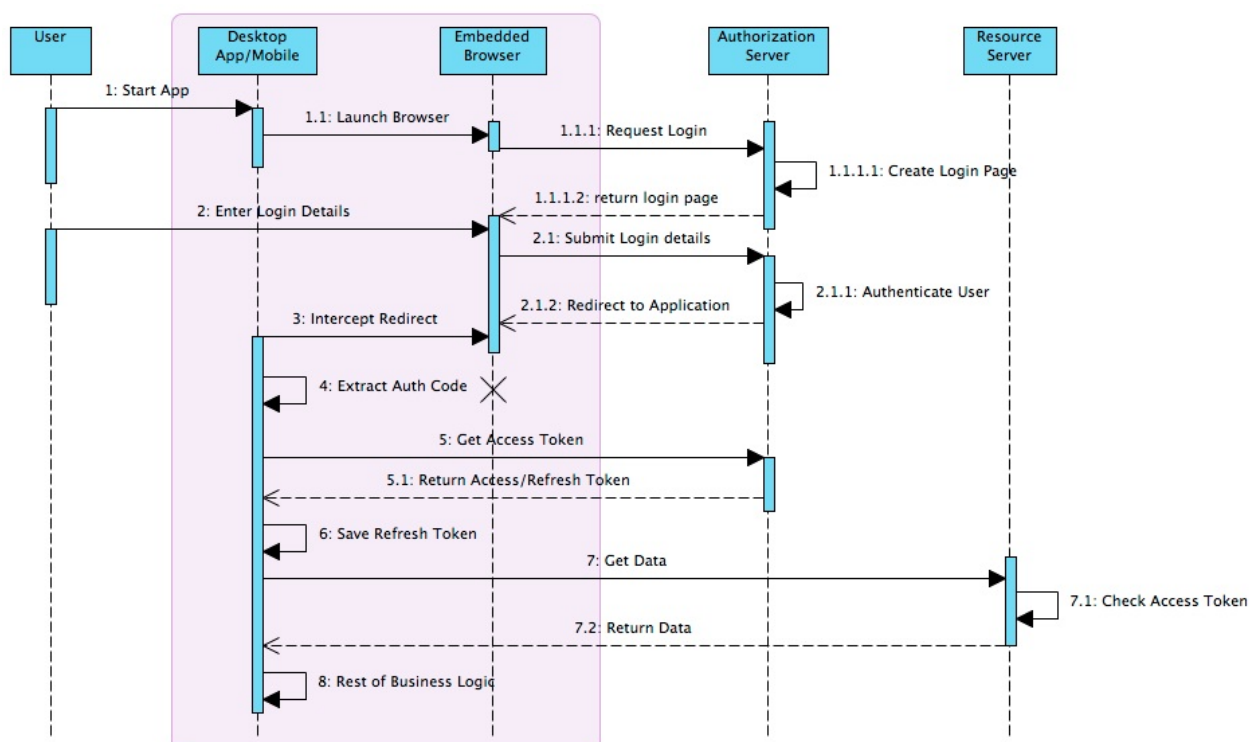 User
Desktop
App/Mobile
Embedded
Browser
Authorization
Server
Resource
Server
1: Start App
1.1: Launch Browser
1.1.1: Request Login
1.1.1.1: Create Login Page
1.1.1.2: return login page
2: Enter Login Details
2.1: Submit Login details
2.1.1: Authenticate User
2.1.2: Redirect to Application
3: Intercept Redirect
4: Extract Auth Code
5: Get Access Token
5.1: Return Access/Refresh Token
6: Save Refresh Token
7: Get Data
7.1: Check Access Token
7.2: Return Data
8: Rest of Business Logic